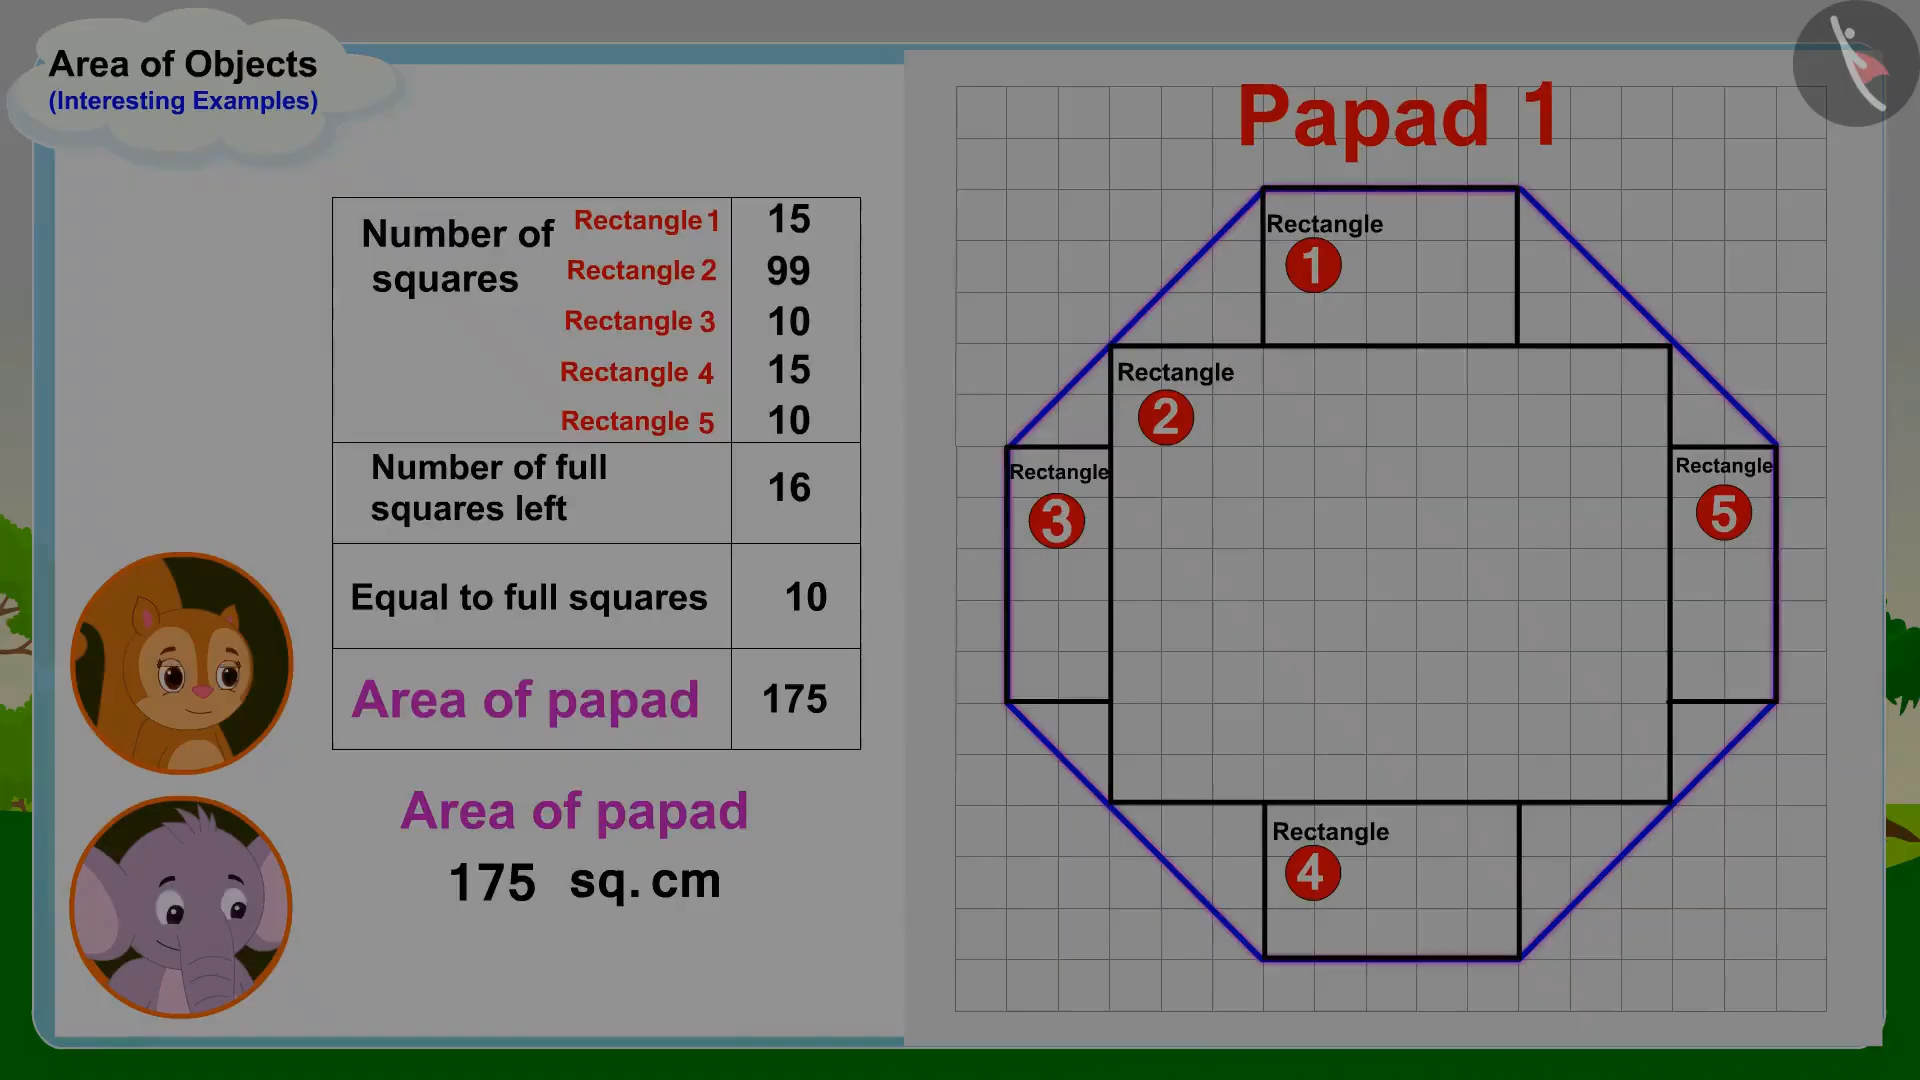 Area of Objects
(Interesting Examples)
Number of squares
Rectangle 1 15
Rectangle 2 99
Rectangle 3 10
Rectangle 4 15
Rectangle 5 10
Number of full squares left 16
Equal to full squares 10
Area of papad 175
Area of papad
175 sq. cm
Papad 1
Rectangle
1
Rectangle
2
Rectangle
3
Rectangle
5
Rectangle
4